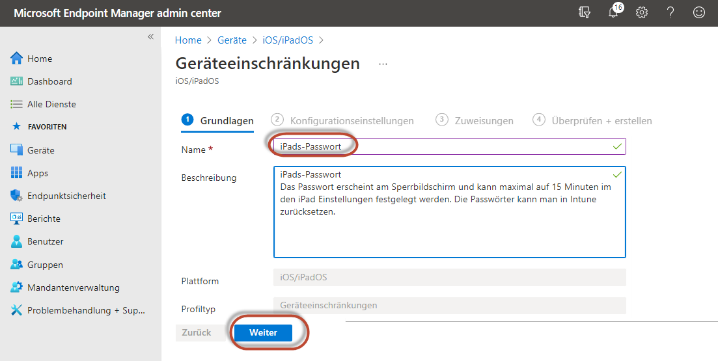 Microsoft Endpoint Manager admin center
16
Home > Geräte > iOS/iPadOS >
Geräteeinschränkungen ...
iOS/iPadOS
Home
Dashboard
Alle Dienste
FAVORITEN
Geräte
Apps
Endpunktsicherheit
Berichte
Benutzer
Gruppen
Mandantenverwaltung
Problembehandlung + Sup...
1 Grundlagen 2 Konfigurationseinstellungen 3 Zuweisungen 4 Überprüfen + erstellen
Name * iPads-Passwort
Beschreibung iPads-Passwort
Das Passwort erscheint am Sperrbildschirm und kann maximal auf 15 Minuten im
den iPad Einstellungen festgelegt werden. Die Passwörter kann man in Intune
zurücksetzen.
Plattform iOS/iPadOS
Profiltyp Geräteeinschränkungen
Zurück Weiter